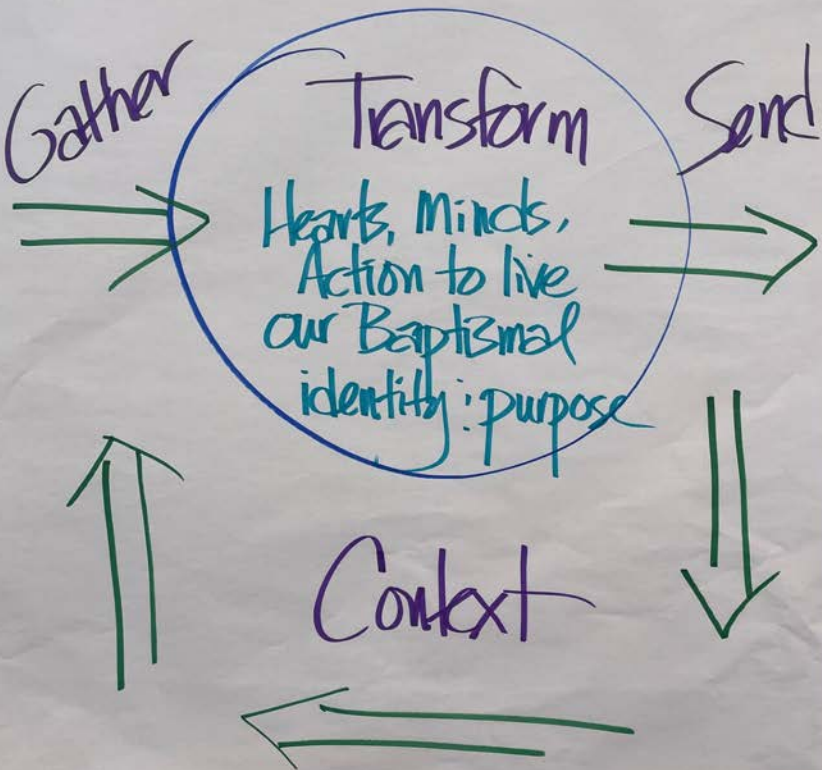 Gather
Transform
Send
Hearts, Minds,
Action to live
our Baptismal
identity : purpose
Context